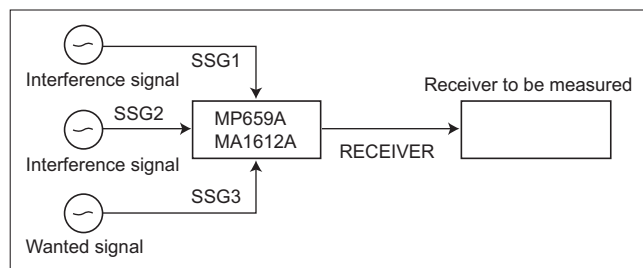 SSG1
Interference signal
Receiver to be measured
SSG2
MP659A
MA1612A
RECEIVER
Interference signal
SSG3
Wanted signal